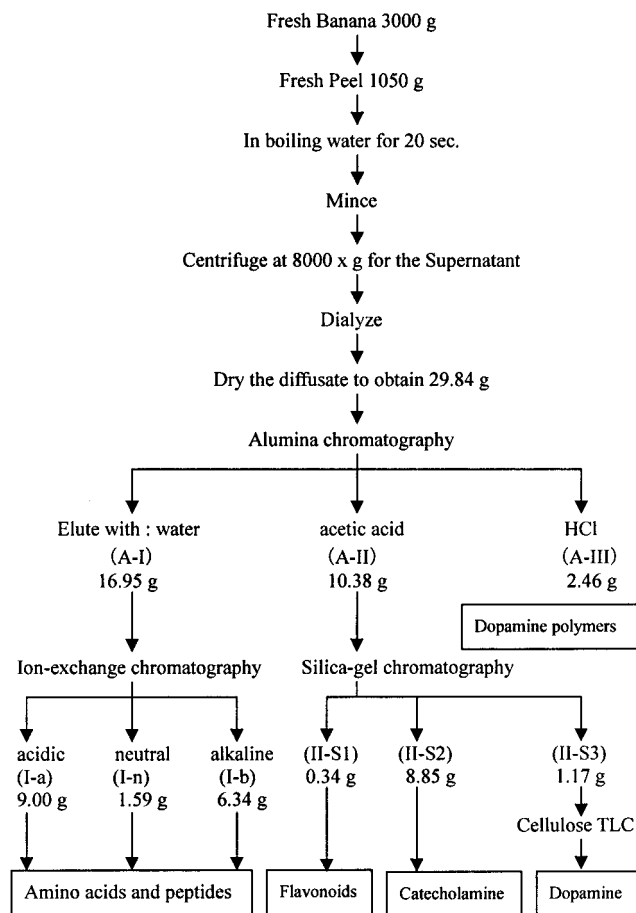 Fresh Banana 3000 g
Fresh Peel 1050 g
In boiling water for 20 sec.
Mince
Centrifuge at 8000 x g for the Supernatant
Dialyze
Dry the diffusate to obtain 29.84 g
Alumina chromatography
Elute with : water
(A-I)
16.95 g
acetic acid
(A-II)
10.38 g
HCl
(A-III)
2.46 g
Dopamine polymers
Ion-exchange chromatography
Silica-gel chromatography
acidic
(I-a)
9.00 g
neutral
(I-n)
1.59 g
alkaline
(I-b)
6.34 g
(II-S1)
0.34 g
(II-S2)
8.85 g
(II-S3)
1.17 g
Cellulose TLC
Amino acids and peptides
Flavonoids
Catecholamine
Dopamine